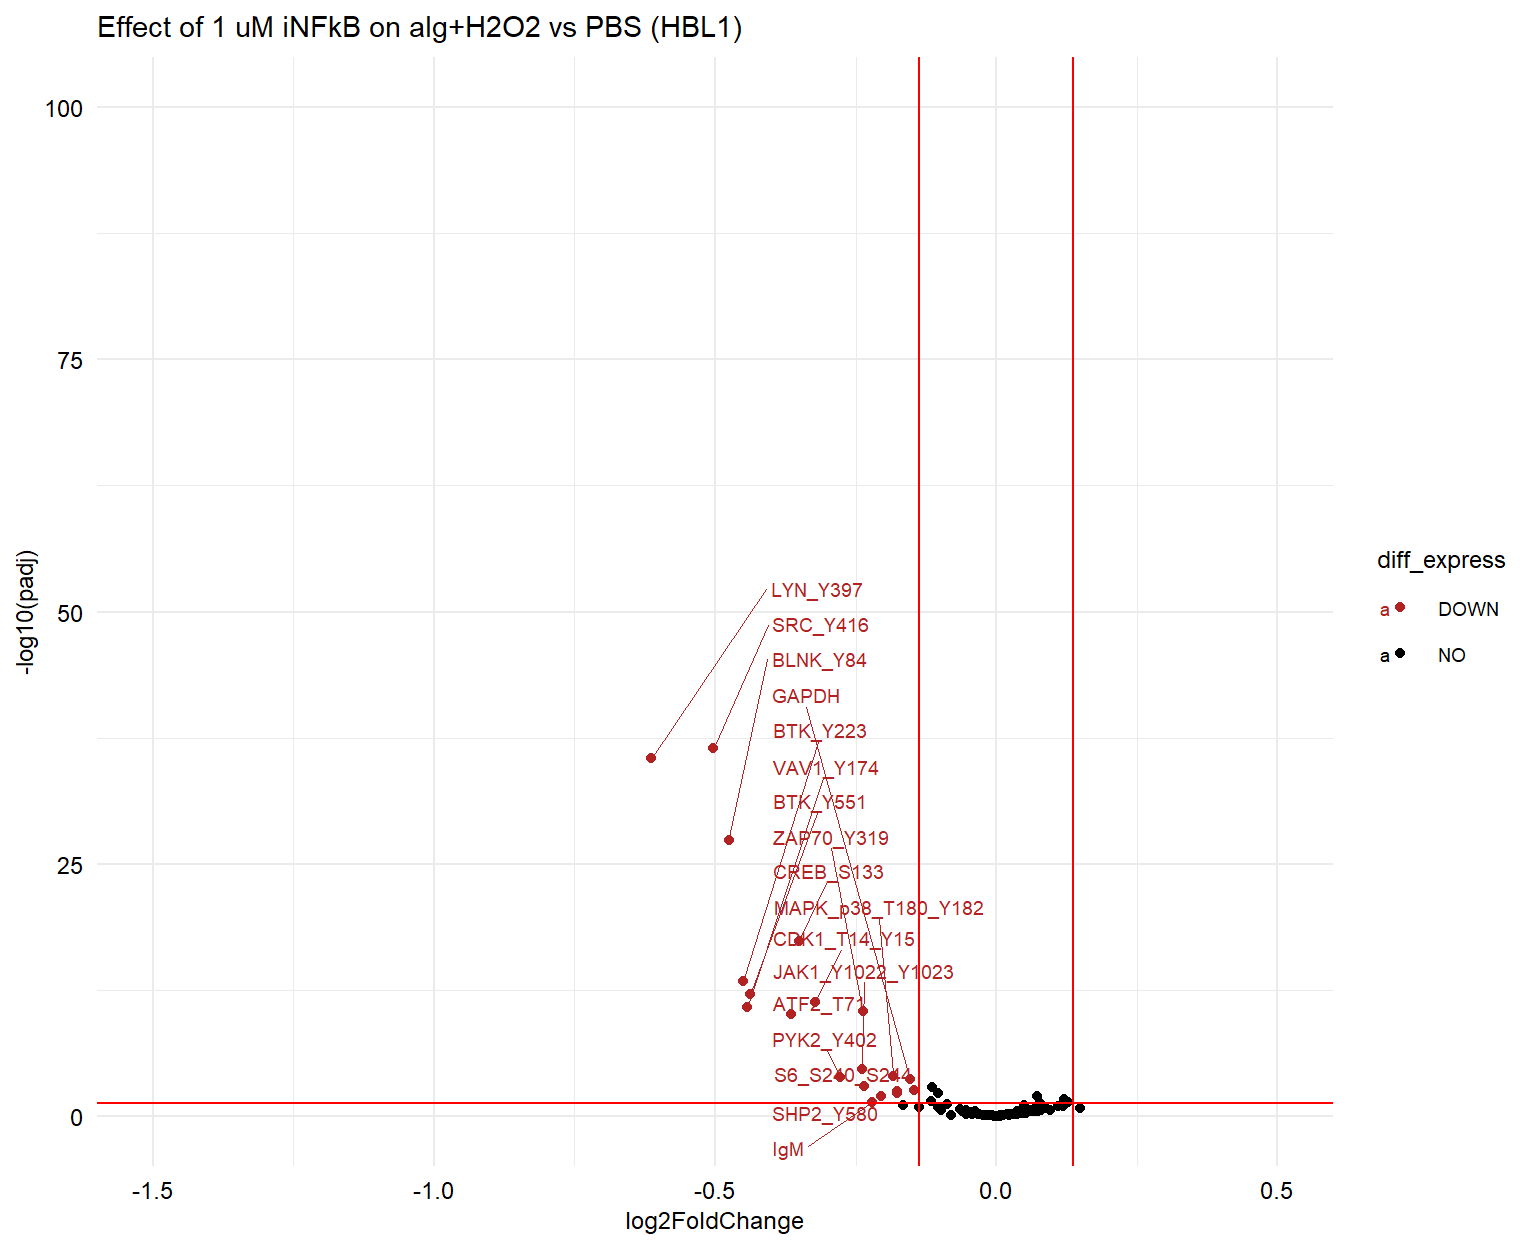 Effect of 1 uM iNFkB on alg+H2O2 vs PBS (HBL1)
100
75
50
25
0
-log10(padj)
LYN_Y397
SRC_Y416
BLNK_Y84
GAPDH
BTK_Y223
VAV1_Y174
BTK_Y551
ZAP70_Y319
CREB_S133
MAPK_p38_T180_Y182
CDK1_T14_Y15
JAK1_Y1022_Y1023
ATF2_T71
PYK2_Y402
S6_S240_S244
SHP2_Y580
IgM
-1.5
-1.0
-0.5
0.0
0.5
log2FoldChange
diff_express
a DOWN
a NO